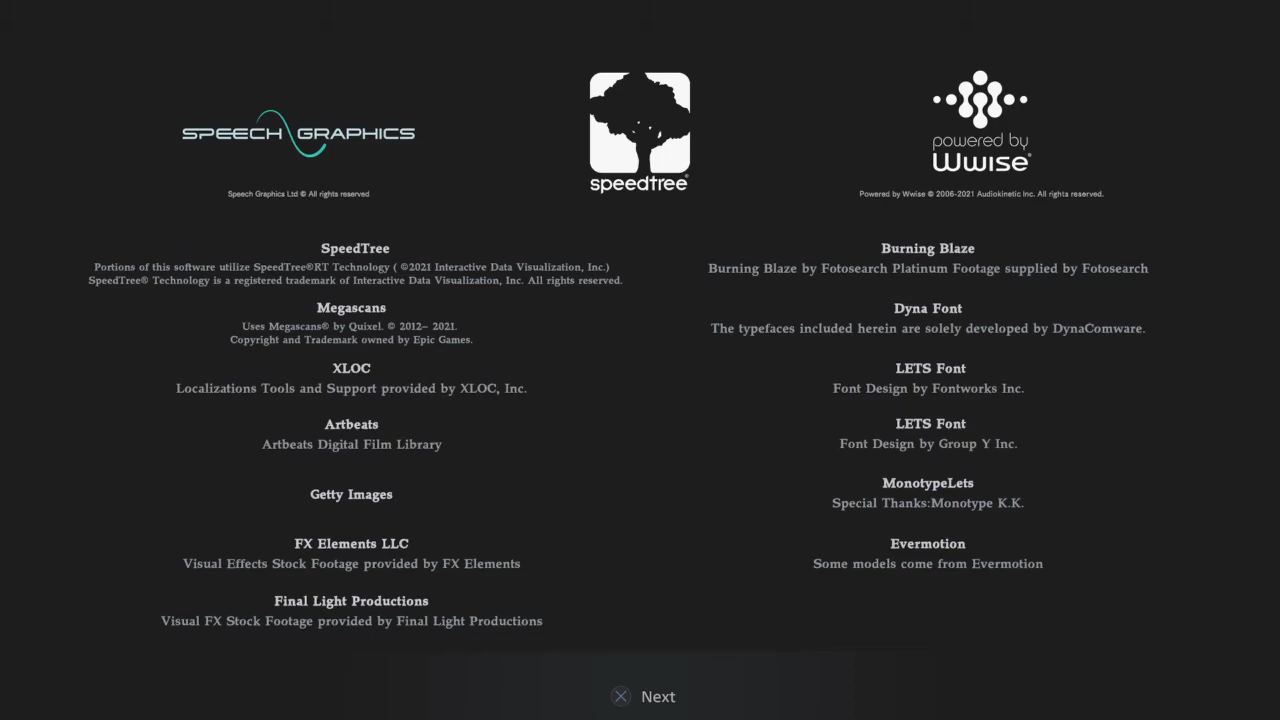 SPEECH GRAPHICS
Speech Graphics Ltd © All rights reserved
speedtree®
powered by
Wwise®
Powered by Wwise © 2006-2021 Audiokinetic Inc. All rights reserved.
SpeedTree
Portions of this software utilize SpeedTree®RT Technology ( ©2021 Interactive Data Visualization, Inc.)
SpeedTree® Technology is a registered trademark of Interactive Data Visualization, Inc. All rights reserved.
Megascans
Uses Megascans® by Quixel. © 2012– 2021.
Copyright and Trademark owned by Epic Games.
XLOC
Localizations Tools and Support provided by XLOC, Inc.
Artbeats
Artbeats Digital Film Library
Getty Images
FX Elements LLC
Visual Effects Stock Footage provided by FX Elements
Final Light Productions
Visual FX Stock Footage provided by Final Light Productions
Burning Blaze
Burning Blaze by Fotosearch Platinum Footage supplied by Fotosearch
Dyna Font
The typefaces included herein are solely developed by DynaComware.
LETS Font
Font Design by Fontworks Inc.
LETS Font
Font Design by Group Y Inc.
MonotypeLets
Special Thanks:Monotype K.K.
Evermotion
Some models come from Evermotion
Next